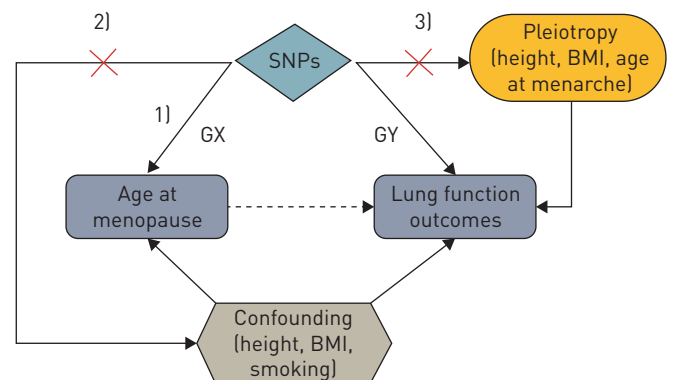 2)
SNPs
3)
Pleiotropy
(height, BMI, age
at menarche)
1)
GX
GY
Age at
menopause
Lung function
outcomes
Confounding
(height, BMI,
smoking)